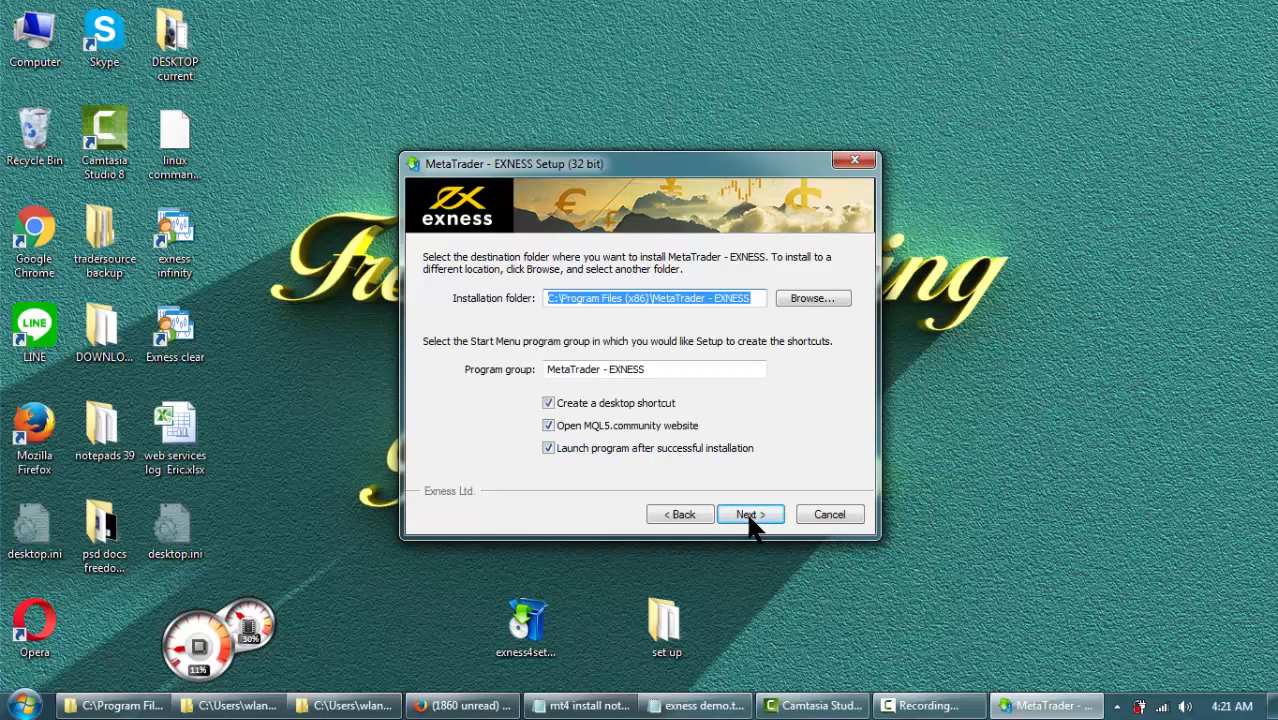 Computer
Skype
DESKTOP
current
Recycle Bin
Camtasia
Studio 8
linux
comman...
Google
Chrome
tradersource
backup
exness
infinity
LINE
LINE
DOWNLO...
Exness clear
Mozilla
Firefox
notepads 39
web services
log Eric.xlsx
desktop.ini
psd docs
freedo...
desktop.ini
Opera
30%
11%
exness4set...
set up
MetaTrader - EXNESS Setup (32 bit)
exness
Select the destination folder where you want to install MetaTrader - EXNESS. To install to a
different location, click Browse, and select another folder.
Installation folder:
C:\Program Files (x86)\MetaTrader - EXNESS
Browse...
Select the Start Menu program group in which you would like Setup to create the shortcuts.
Program group:
MetaTrader - EXNESS
Create a desktop shortcut
Open MQL5.community website
Launch program after successful installation
Exness Ltd.
< Back
Next >
Cancel
C:\Program Fil...
C:\Users\wlan...
C:\Users\wlan...
(1860 unread) ...
mt4 install not...
exness demo.t...
Camtasia Stud...
Recording...
MetaTrader - ...
4:21 AM